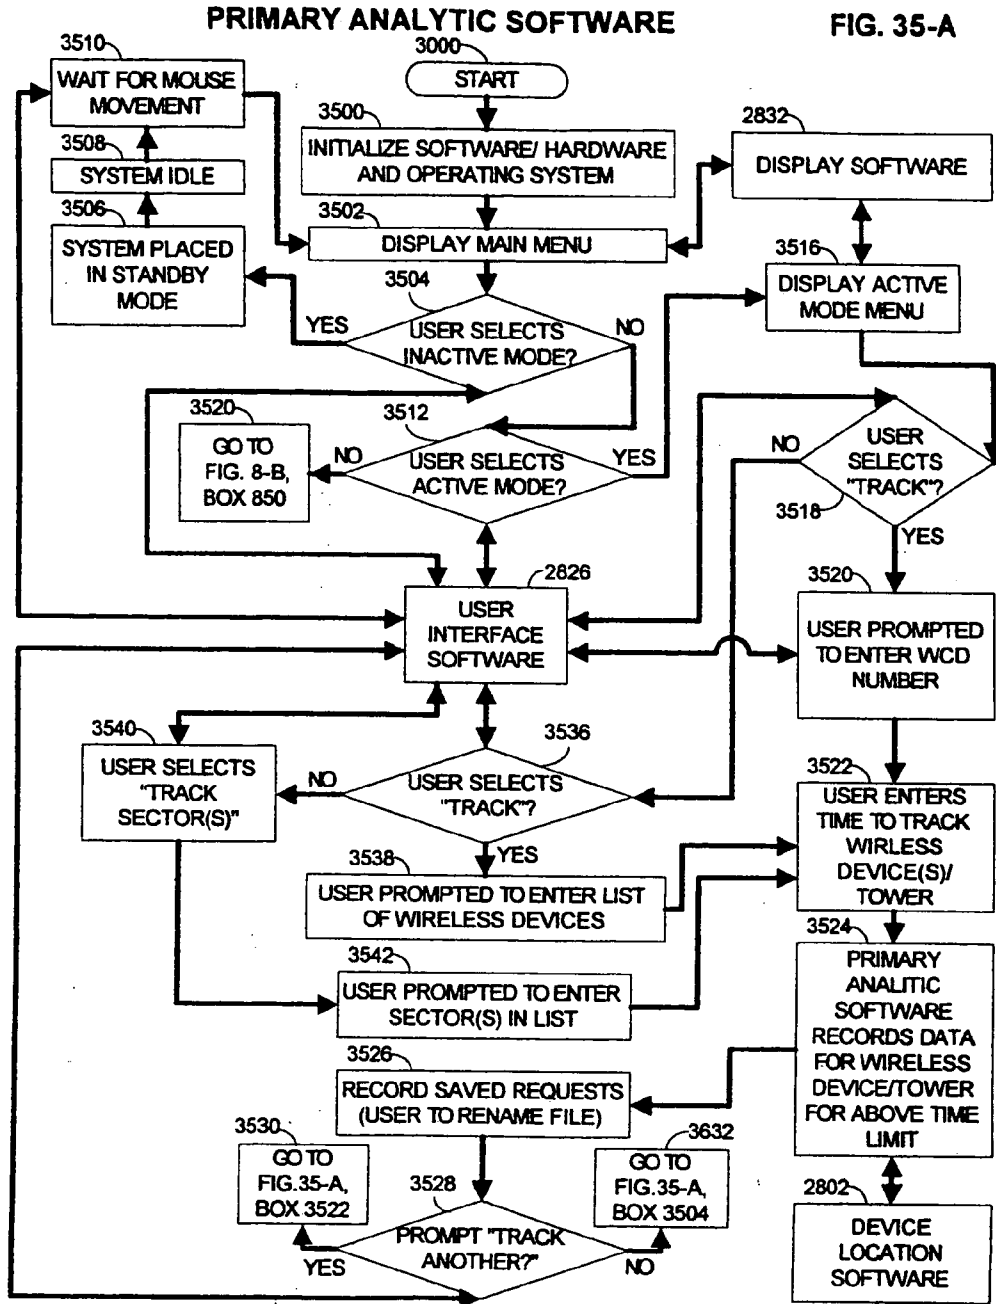 PRIMARY ANALYTIC SOFTWARE
FIG. 35-A
3510
WAIT FOR MOUSE
MOVEMENT
3508
SYSTEM IDLE
3506
SYSTEM PLACED
IN STANDBY
MODE
3000
START
3500
INITIALIZE SOFTWARE/ HARDWARE
AND OPERATING SYSTEM
3502
DISPLAY MAIN MENU
2832
DISPLAY SOFTWARE
3516
DISPLAY ACTIVE
MODE MENU
3504
YES
USER SELECTS
INACTIVE MODE?
NO
3520
GO TO
FIG. 8-B,
BOX 850
3512
NO
USER SELECTS
ACTIVE MODE?
YES
NO
USER
SELECTS
"TRACK"?
3518
YES
2826
USER
INTERFACE
SOFTWARE
3520
USER PROMPTED
TO ENTER WCD
NUMBER
3540
USER SELECTS
"TRACK
SECTOR(S)"
3536
NO
USER SELECTS
"TRACK"?
YES
3522
USER ENTERS
TIME TO TRACK
WIRLESS
DEVICE(S)/
TOWER
3538
USER PROMPTED TO ENTER LIST
OF WIRELESS DEVICES
3542
USER PROMPTED TO ENTER
SECTOR(S) IN LIST
3524
PRIMARY
ANALITIC
SOFTWARE
RECORDS DATA
FOR WIRELESS
DEVICE/TOWER
FOR ABOVE TIME
LIMIT
3526
RECORD SAVED REQUESTS
(USER TO RENAME FILE)
3530
GO TO
FIG.35-A,
BOX 3522
3528
PROMPT "TRACK
ANOTHER?"
YES
NO
3632
GO TO
FIG.35-A,
BOX 3504
2802
DEVICE
LOCATION
SOFTWARE